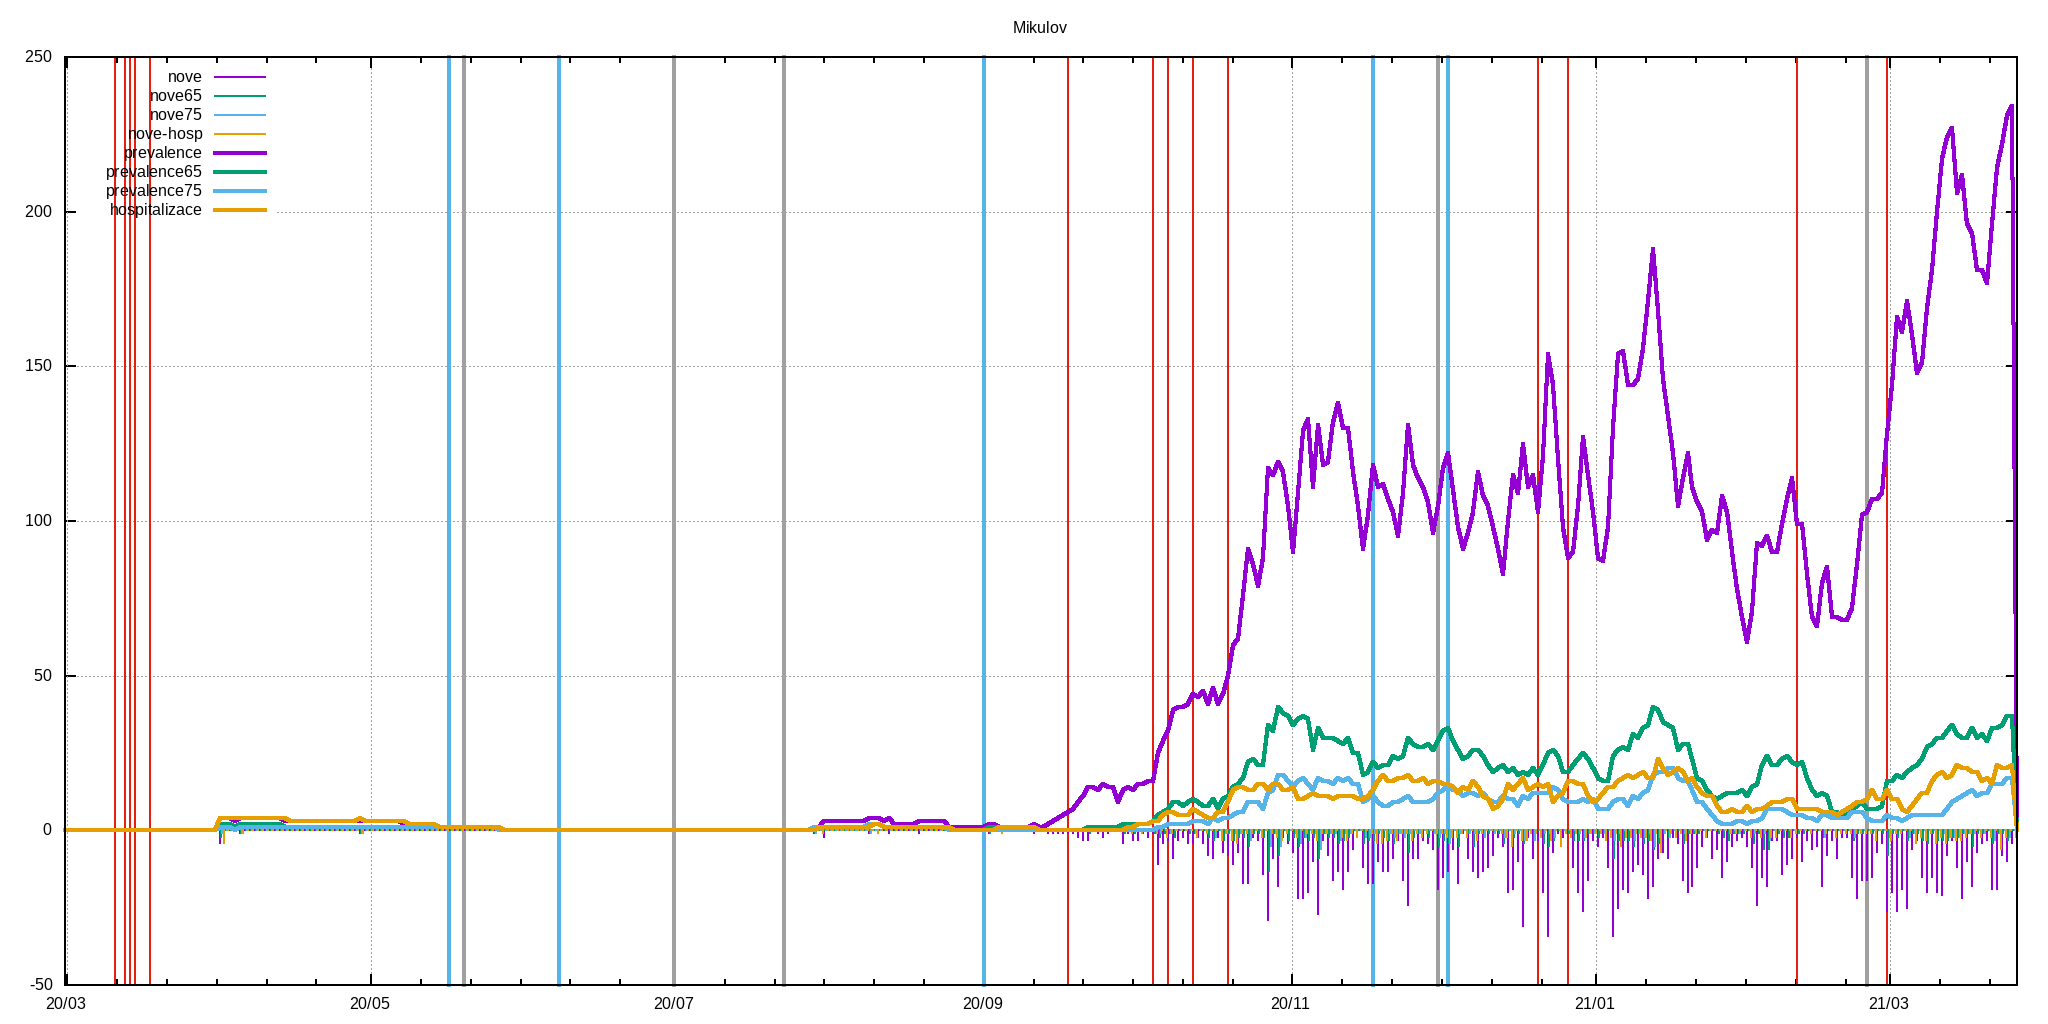 Mikulov
250
200
150
100
50
0
-50
nove
nove65
nove75
nove-hosp
prevalence
prevalence65
prevalence75
hospitalizace
20/03 20/05 20/07 20/09 20/11 21/01 21/03